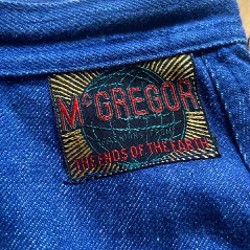 McGREGOR
THE ENDS OF THE EARTH